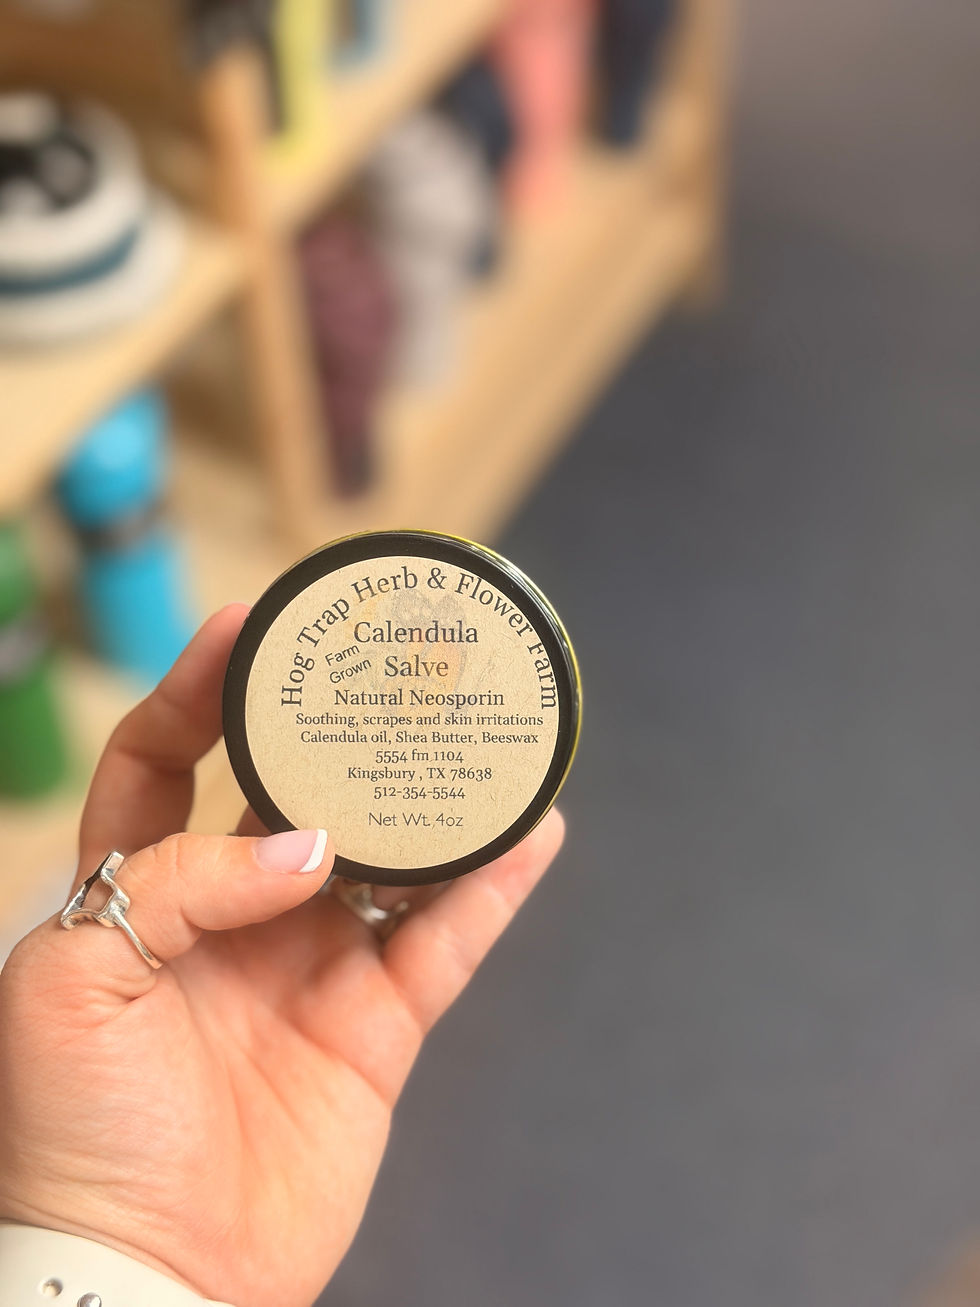 Hog Trap Herb & Flower Farm
Calendula
Farm
Grown
Salve
Natural Neosporin
Soothing, scrapes and skin irritations
Calendula oil, Shea Butter, Beeswax
5554 fm 1104
Kingsbury , TX 78638
512-354-5544
Net Wt. 4oz